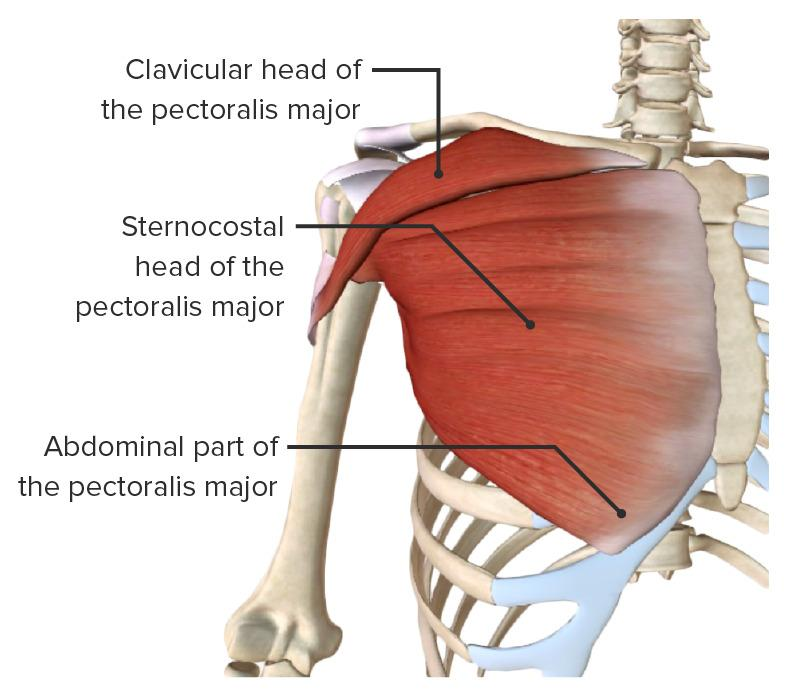 Clavicular head of
the pectoralis major
Sternocostal
head of the
pectoralis major
Abdominal part of
the pectoralis major